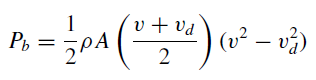 P_b = \frac{1}{2} \rho A \left( \frac{v + v_d}{2} \right) (v^2 - v_d^2)